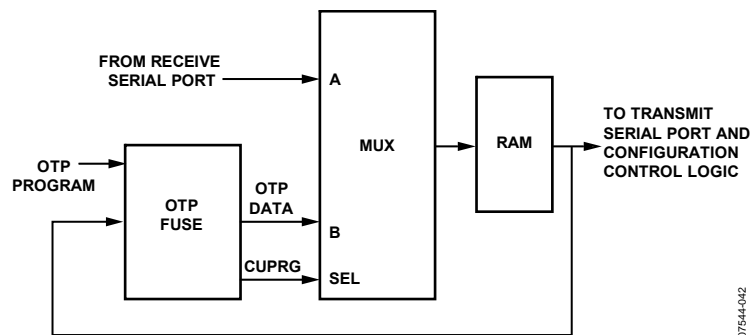 FROM RECEIVE
SERIAL PORT
A
MUX
RAM
TO TRANSMIT
SERIAL PORT AND
CONFIGURATION
CONTROL LOGIC
OTP
PROGRAM
OTP
FUSE
OTP
DATA
B
CUPRG
SEL
07544-042